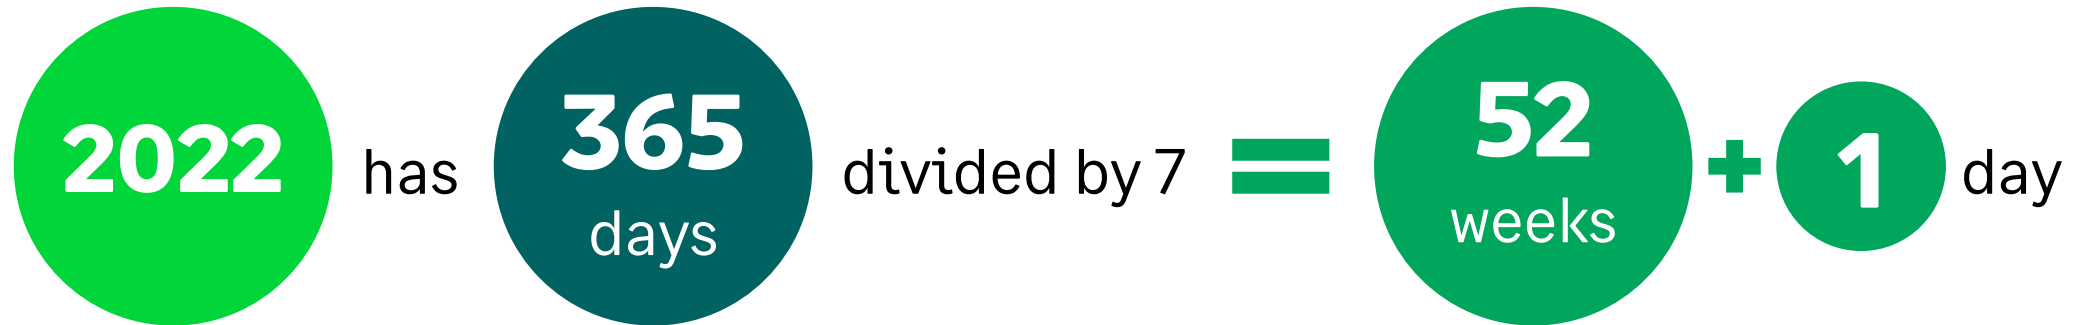 2022 has 365 days divided by 7 = 52 weeks + 1 day